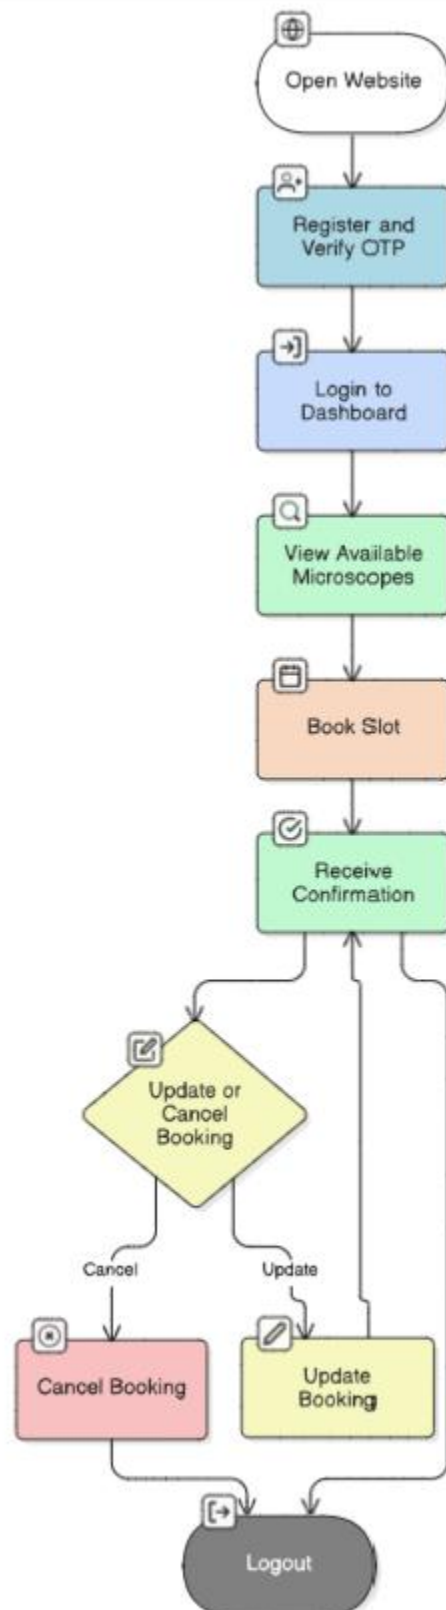 Open Website
Register and
Verify OTP
Login to
Dashboard
View Available
Microscopes
Book Slot
Receive
Confirmation
Update or
Cancel
Booking
Cancel
Update
Cancel Booking
Update
Booking
Logout